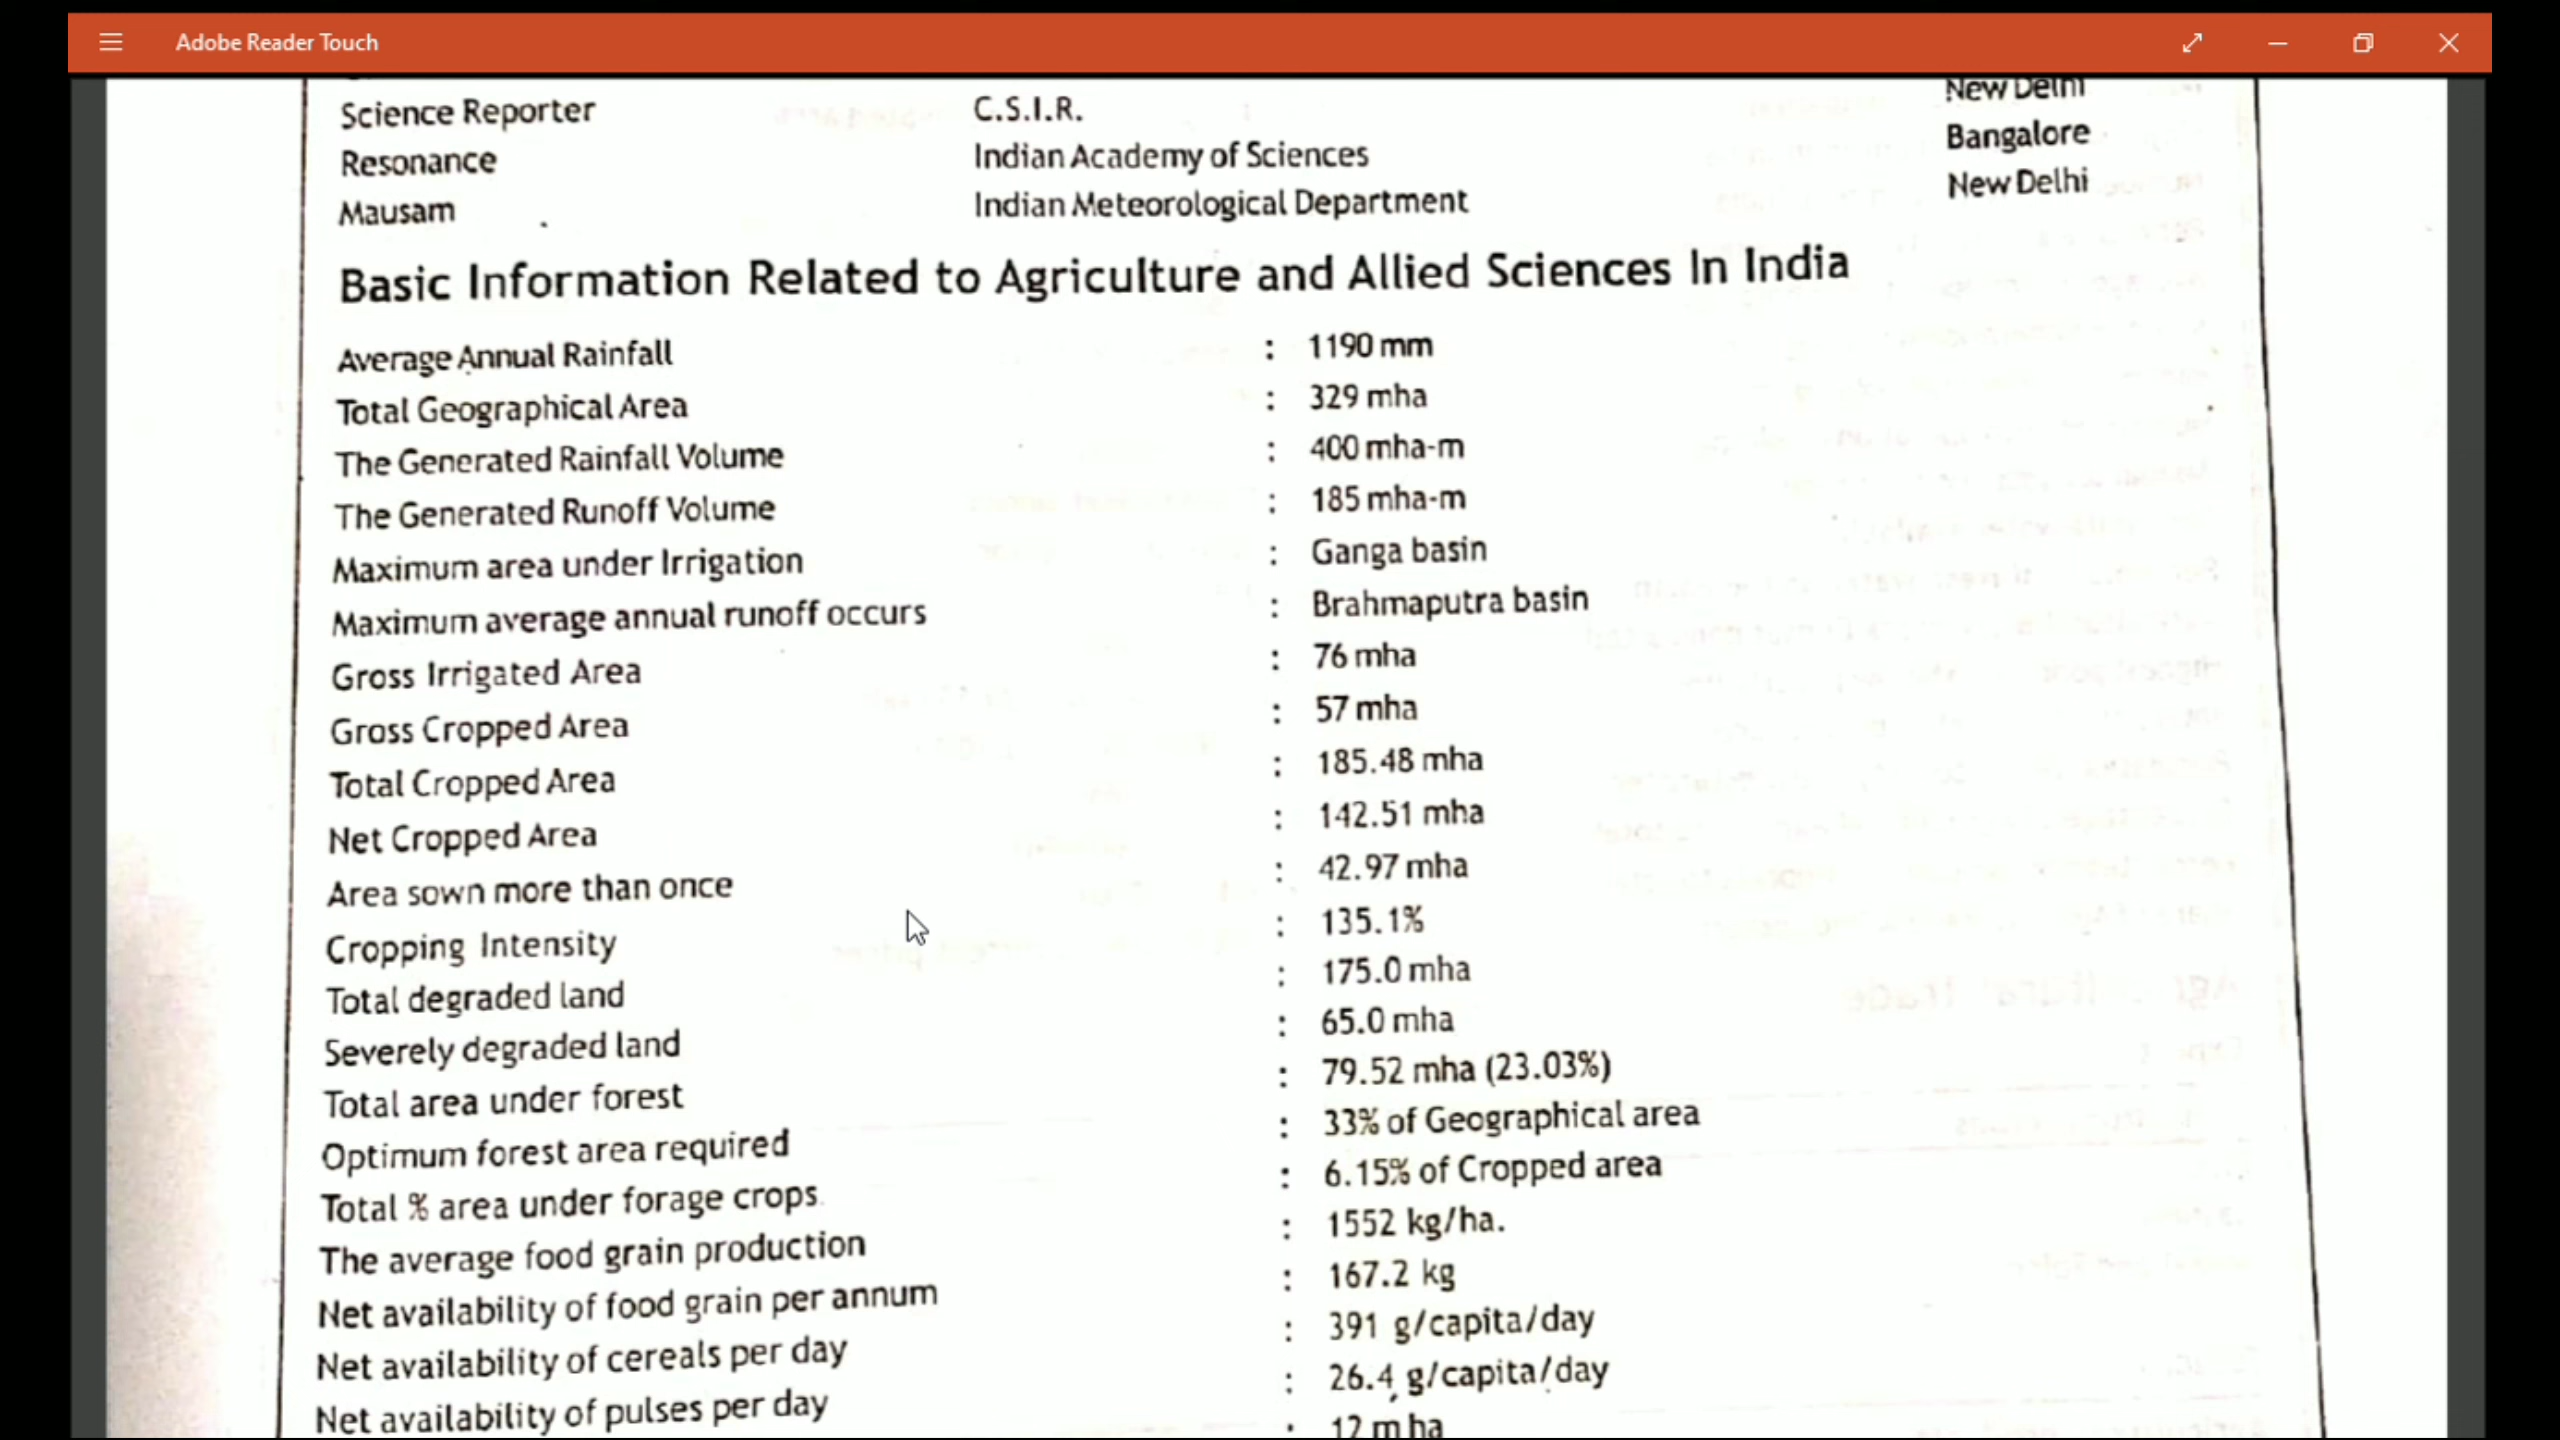 Adobe Reader Touch
Science Reporter C.S.I.R. New Delhi
Resonance Indian Academy of Sciences Bangalore
Mausam Indian Meteorological Department New Delhi
Basic Information Related to Agriculture and Allied Sciences In India
Average Annual Rainfall : 1190 mm
Total Geographical Area : 329 mha
The Generated Rainfall Volume : 400 mha-m
The Generated Runoff Volume : 185 mha-m
Maximum area under Irrigation : Ganga basin
Maximum average annual runoff occurs : Brahmaputra basin
Gross Irrigated Area : 76 mha
Gross Cropped Area : 57 mha
Total Cropped Area : 185.48 mha
Net Cropped Area : 142.51 mha
Area sown more than once : 42.97 mha
Cropping Intensity : 135.1%
Total degraded land : 175.0 mha
Severely degraded land : 65.0 mha
Total area under forest : 79.52 mha (23.03%)
Optimum forest area required : 33% of Geographical area
Total % area under forage crops : 6.15% of Cropped area
The average food grain production : 1552 kg/ha.
Net availability of food grain per annum : 167.2 kg
Net availability of cereals per day : 391 g/capita/day
Net availability of pulses per day : 26.4 g/capita/day
: 12 m ha